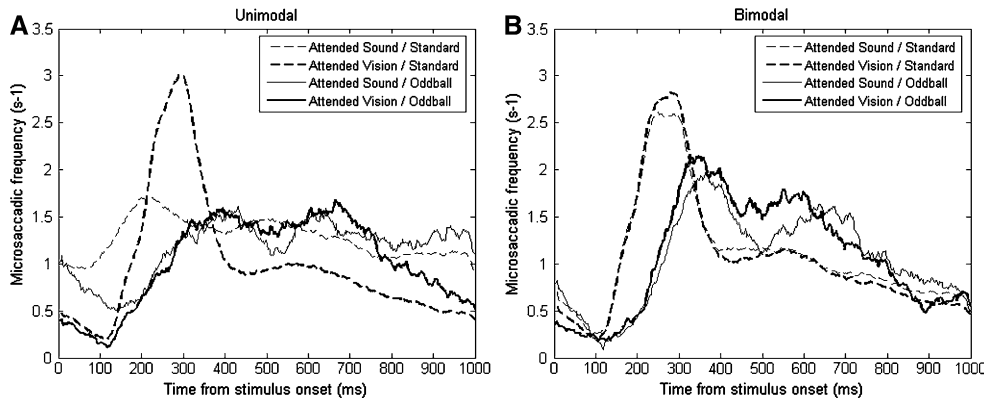 A
Unimodal
Microsaccadic frequency (s-1)
3.5
3
2.5
2
1.5
1
0.5
0
Attended Sound / Standard
Attended Vision / Standard
Attended Sound / Oddball
Attended Vision / Oddball
0 100 200 300 400 500 600 700 800 900 1000
Time from stimulus onset (ms)
B
Bimodal
Microsaccadic frequency (s-1)
3.5
3
2.5
2
1.5
1
0.5
0
Attended Sound / Standard
Attended Vision / Standard
Attended Sound / Oddball
Attended Vision / Oddball
0 100 200 300 400 500 600 700 800 900 1000
Time from stimulus onset (ms)